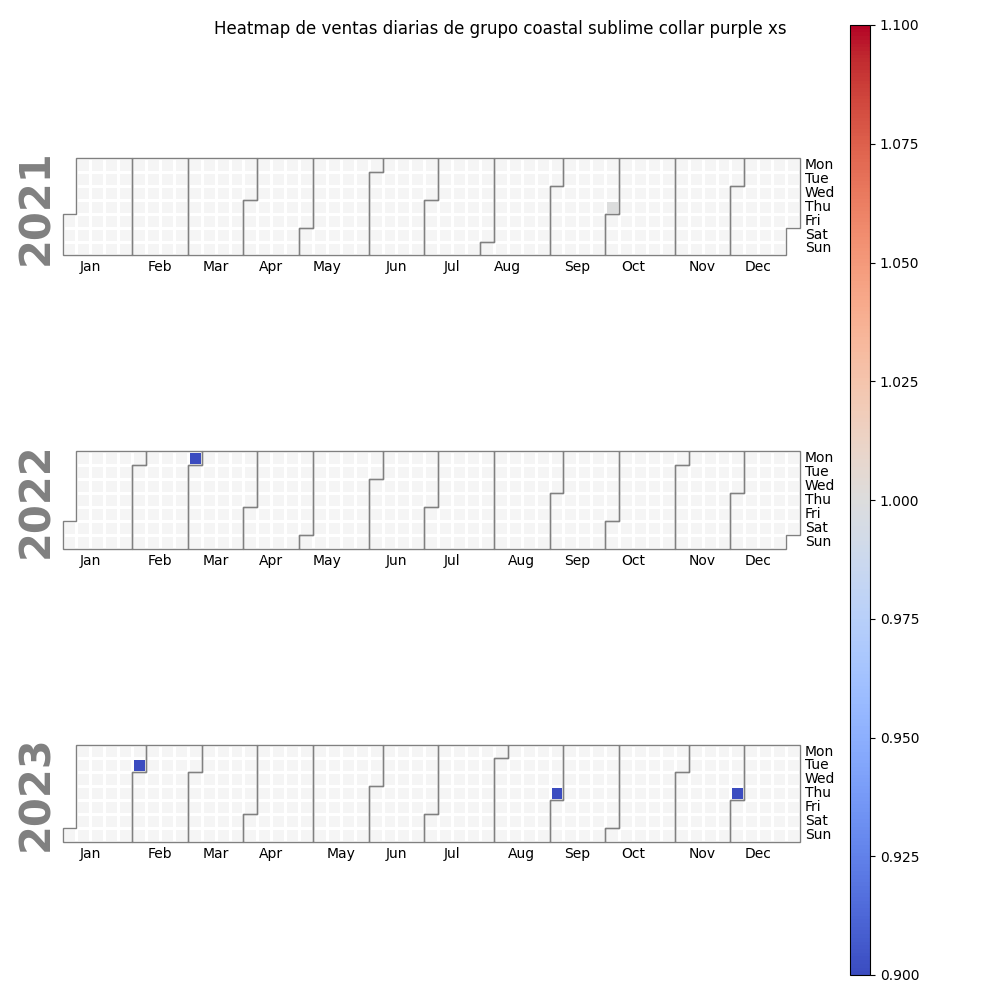 Heatmap de ventas diarias de grupo coastal sublime collar purple xs
2021
Mon
Tue
Wed
Thu
Fri
Sat
Sun
Jan Feb Mar Apr May Jun Jul Aug Sep Oct Nov Dec
2022
Mon
Tue
Wed
Thu
Fri
Sat
Sun
Jan Feb Mar Apr May Jun Jul Aug Sep Oct Nov Dec
2023
Mon
Tue
Wed
Thu
Fri
Sat
Sun
Jan Feb Mar Apr May Jun Jul Aug Sep Oct Nov Dec
1.100
1.075
1.050
1.025
1.000
0.975
0.950
0.925
0.900